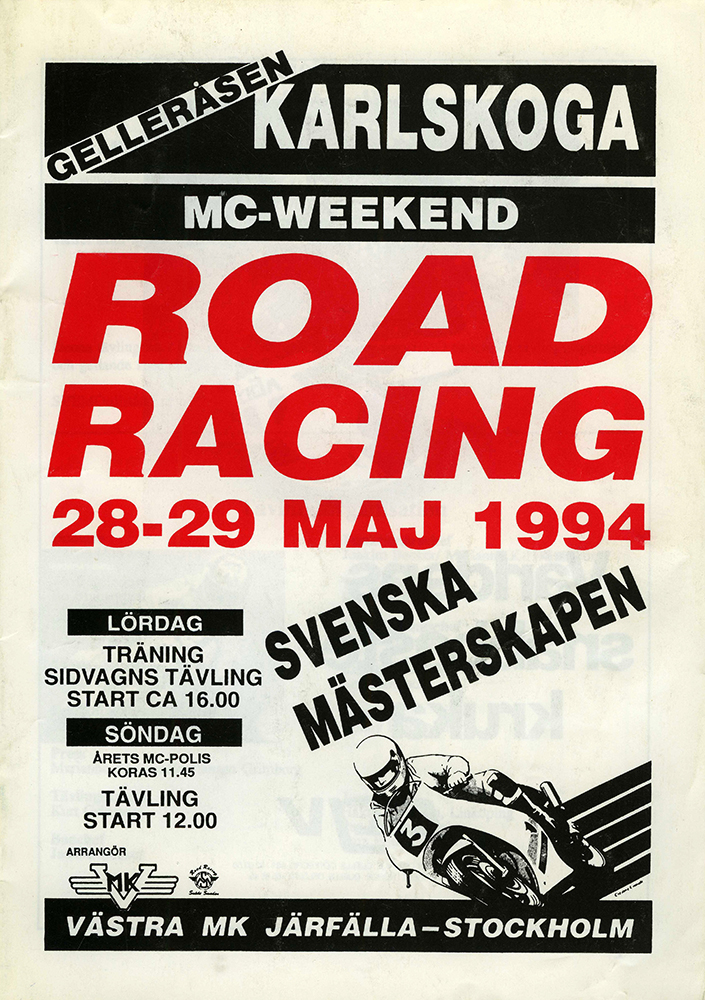 GELLERÅSEN
KARLSKOGA
MC-WEEKEND
ROAD
RACING
28-29 MAJ 1994
SVENSKA
MÄSTERSKAPEN
LÖRDAG
TRÄNING
SIDVAGNS TÄVLING
START CA 16.00
SÖNDAG
ÅRETS MC-POLIS
KORAS 11.45
TÄVLING
START 12.00
ARRANGÖR
MK
3
VÄSTRA MK JÄRFÄLLA–STOCKHOLM